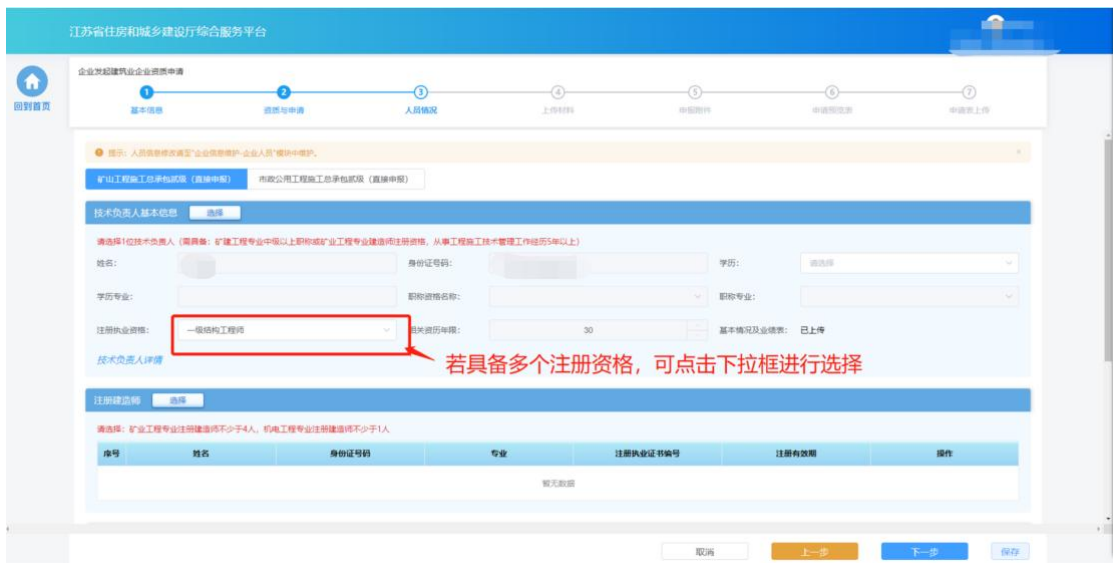 江苏省住房和城乡建设厅综合服务平台
回到首页
企业发起建筑业企业资质申请
1 2 3 4 5 6 7
基本信息 资质与申请 人员情况 上传材料 申报附件 申请预览表 申请表上传
提示：人员信息修改请至"企业信息维护-企业人员"模块中维护。
矿山工程施工总承包贰级（直接申报） 市政公用工程施工总承包贰级（直接申报）
技术负责人基本信息 选择
请选择1位技术负责人（需具备：矿建工程专业中级以上职称或矿业工程专业建造师注册资格，从事工程施工技术管理工作经历5年以上）
姓名： 身份证号码： 学历： 请选择
学历专业： 职称资格名称： 职称专业：
注册执业资格： 一级结构工程师 相关资历年限： 30 基本情况及业绩表： 已上传
技术负责人详情
若具备多个注册资格，可点击下拉框进行选择
注册建造师 选择
请选择：矿业工程专业注册建造师不少于4人，机电工程专业注册建造师不少于1人
序号 姓名 身份证号码 专业 注册执业证书编号 注册有效期 操作
暂无数据
取消 上一步 下一步 保存